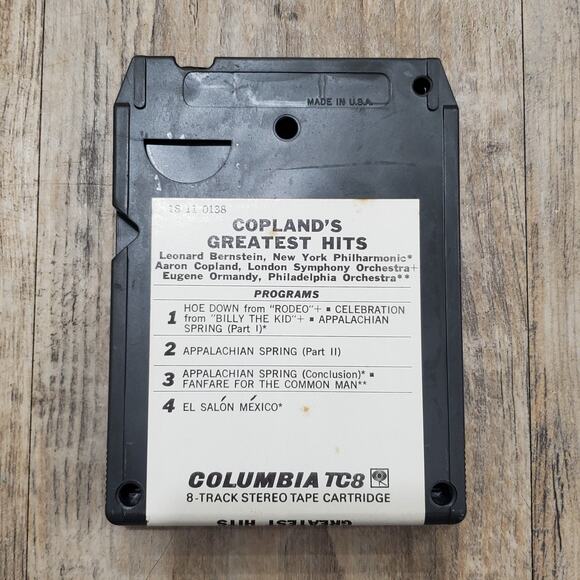 MADE IN U.S.A.
18 11 0138
COPLAND'S
GREATEST HITS
Leonard Bernstein, New York Philharmonic*
Aaron Copland, London Symphony Orchestra+
Eugene Ormandy, Philadelphia Orchestra**
PROGRAMS
1 HOE DOWN from "RODEO"+ ▪ CELEBRATION
from "BILLY THE KID"+ ▪ APPALACHIAN
SPRING (Part I)*
2 APPALACHIAN SPRING (Part II)
3 APPALACHIAN SPRING (Conclusion)* ▪
FANFARE FOR THE COMMON MAN**
4 EL SALÓN MÉXICO*
COLUMBIA TC8
8-TRACK STEREO TAPE CARTRIDGE
GREATEST HITS